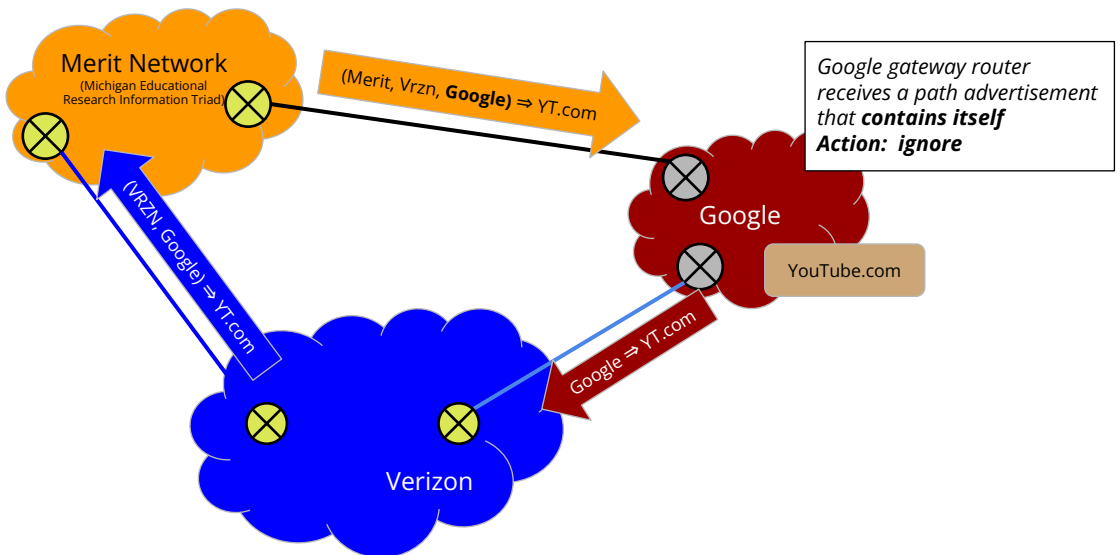 Merit Network
(Michigan Educational
Research Information Triad)
(Merit, Vrzn, Google) ⇒ YT.com
Google gateway router
receives a path advertisement
that contains itself
Action: ignore
(VRZN, Google) ⇒ YT.com
Google
YouTube.com
Google ⇒ YT.com
Verizon